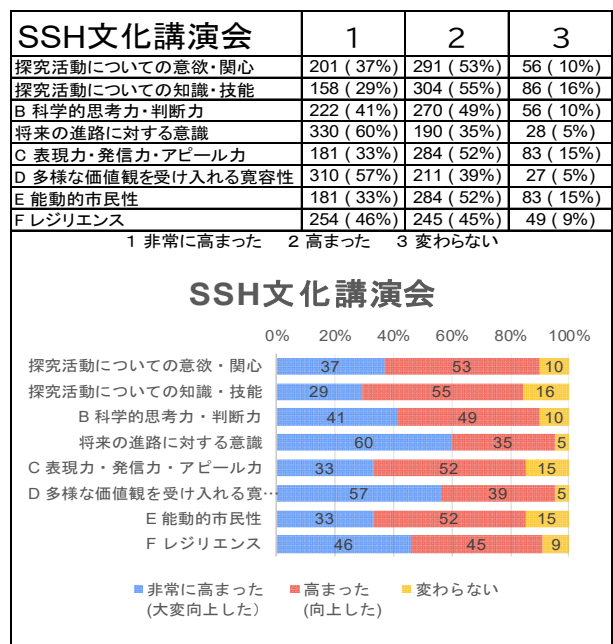 SSH文化講演会 1 2 3
探究活動についての意欲・関心 201 ( 37%) 291 ( 53%) 56 ( 10%)
探究活動についての知識・技能 158 ( 29%) 304 ( 55%) 86 ( 16%)
B 科学的思考力・判断力 222 ( 41%) 270 ( 49%) 56 ( 10%)
将来の進路に対する意識 330 ( 60%) 190 ( 35%) 28 ( 5%)
C 表現力・発信力・アピール力 181 ( 33%) 284 ( 52%) 83 ( 15%)
D 多様な価値観を受け入れる寛容性 310 ( 57%) 211 ( 39%) 27 ( 5%)
E 能動的市民性 181 ( 33%) 284 ( 52%) 83 ( 15%)
F レジリエンス 254 ( 46%) 245 ( 45%) 49 ( 9%)
1 非常に高まった 2 高まった 3 変わらない
SSH文化講演会
0% 20% 40% 60% 80% 100%
探究活動についての意欲・関心 37 53 10
探究活動についての知識・技能 29 55 16
B 科学的思考力・判断力 41 49 10
将来の進路に対する意識 60 35 5
C 表現力・発信力・アピール力 33 52 15
D 多様な価値観を受け入れる寛… 57 39 5
E 能動的市民性 33 52 15
F レジリエンス 46 45 9
非常に高まった 高まった 変わらない
(大変向上した） (向上した)